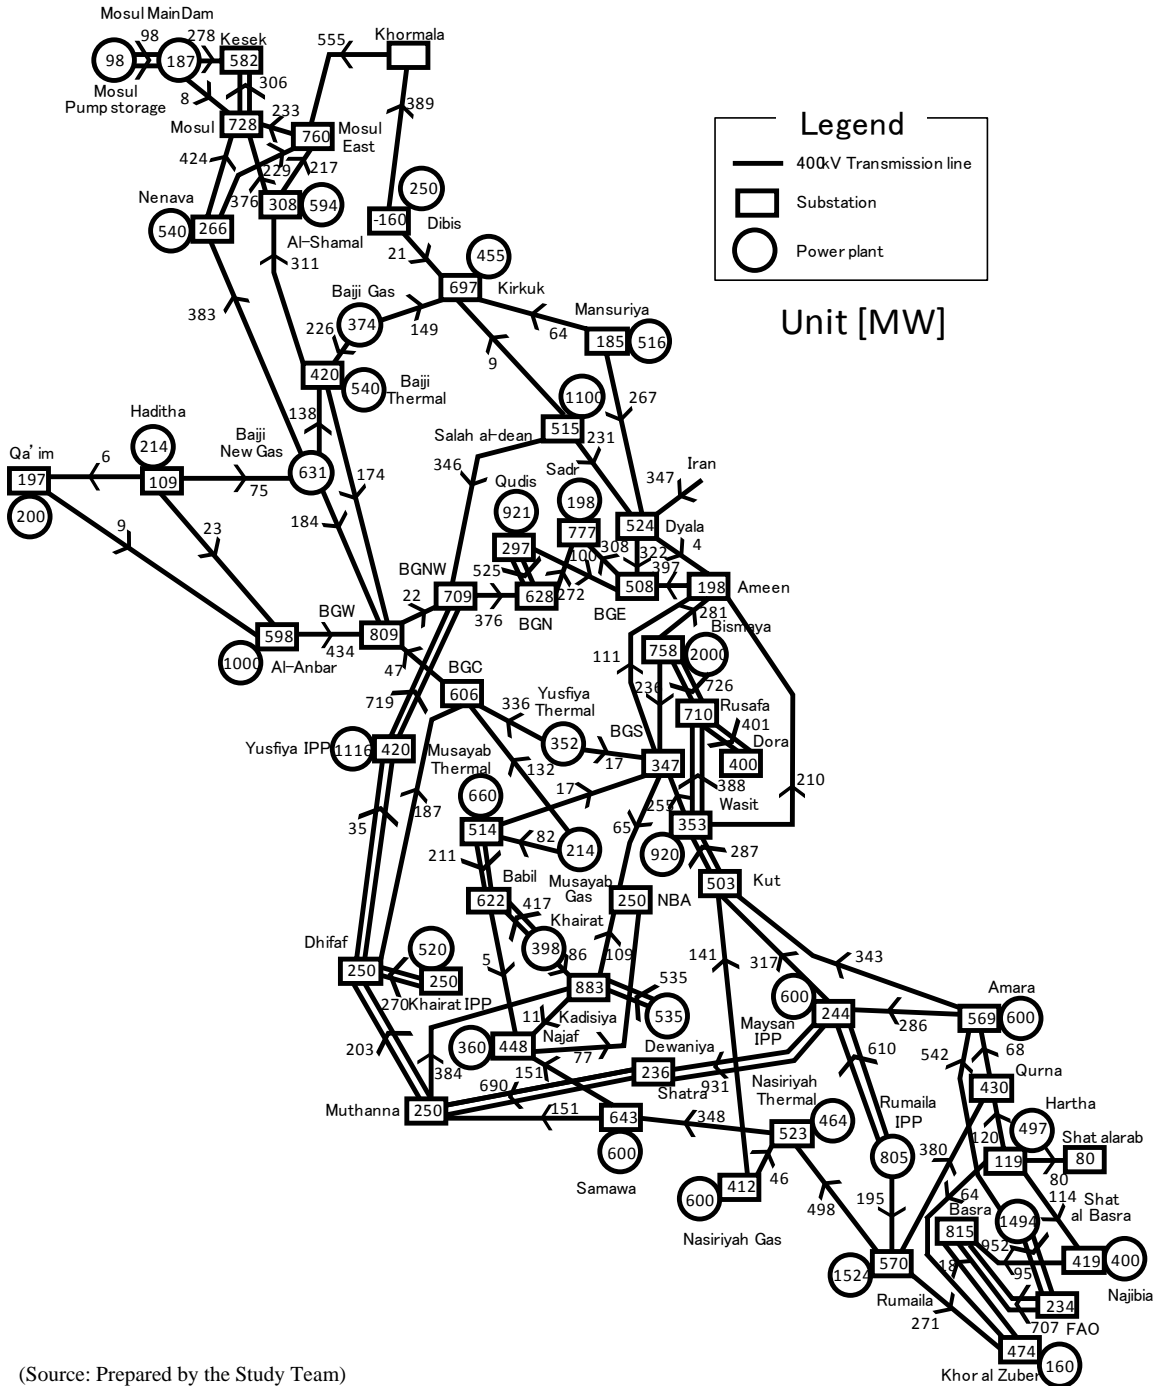 Mosul Main Dam
98
278
Kesek
98
187
582
Mosul
Pump storage
8
306
555
Khormala
Mosul
728
233
760
Mosul
East
389
424
229
217
Nenava
376
308
594
540
266
Al-Shamal
311
250
-160
Dibis
21
455
697
Kirkuk
383
Baiji Gas
226
374
149
64
Mansuriya
185
516
9
420
540
Baiji
Thermal
138
267
1100
515
Salah al-dean
231
Legend
400kV Transmission line
Substation
Power plant
Unit [MW]
Haditha
214
Baiji
New Gas
Qa' im
6
197
109
75
631
174
346
200
9
23
184
Qudis
921
Sadr
198
347
Iran
777
524
Dyala
297
100
308
322
4
BGNW
525
397
709
376
628
BGN
272
508
BGE
198
Ameen
22
BGW
598
434
809
1000
Al-Anbar
47
BGC
606
281
Bismaya
111
758
2000
236
726
719
336
Yusfiya
Thermal
710
Rusafa
401
Dora
BGS
Yusfiya IPP
1116
420
Musayab
Thermal
352
17
347
400
132
660
17
388
210
187
255
Wasit
35
514
82
65
353
211
214
920
287
Babil
Musayab
Gas
503
Kut
622
417
250
NBA
Khairat
Dhifaf
520
398
86
109
141
317
343
250
250
5
270
Khairat IPP
883
535
Kadisiya
600
Amara
244
569
600
11
535
Maysan
IPP
286
203
360
448
Najaf
77
Dewaniya
610
542
68
384
151
236
690
Shatra
931
Qurna
430
Muthanna
250
151
643
348
Nasiriyah
Thermal
464
Rumaila
IPP
Hartha
523
497
Shat alarab
600
120
Samawa
46
805
380
119
80
80
412
195
64
114
Shat
al Basra
600
498
Basra
1494
Nasiriyah Gas
815
952
18
419
400
95
1524
570
Najibia
Rumaila
234
271
707
FAO
474
Khor al Zuber
160
(Source: Prepared by the Study Team)